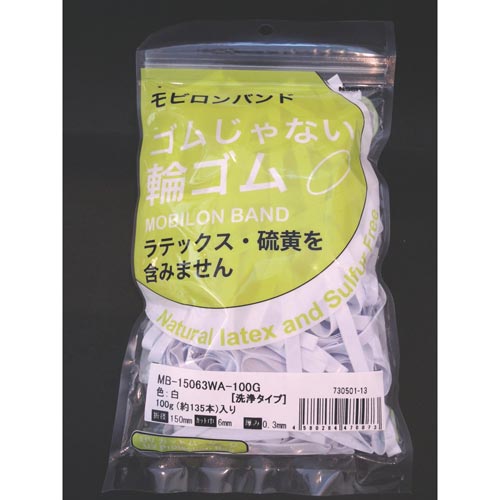 モビロンバンド
ゴムじゃない
輪ゴム
MOBILON BAND
ラテックス・硫黄を
含みません
Natural latex and Sulfur Free
MB-15063WA-100G
色:白 [洗浄タイプ]
100g(約135本)入り
730501-13
折径 150mm カット巾 6mm 厚み 0.3mm
4580284476073